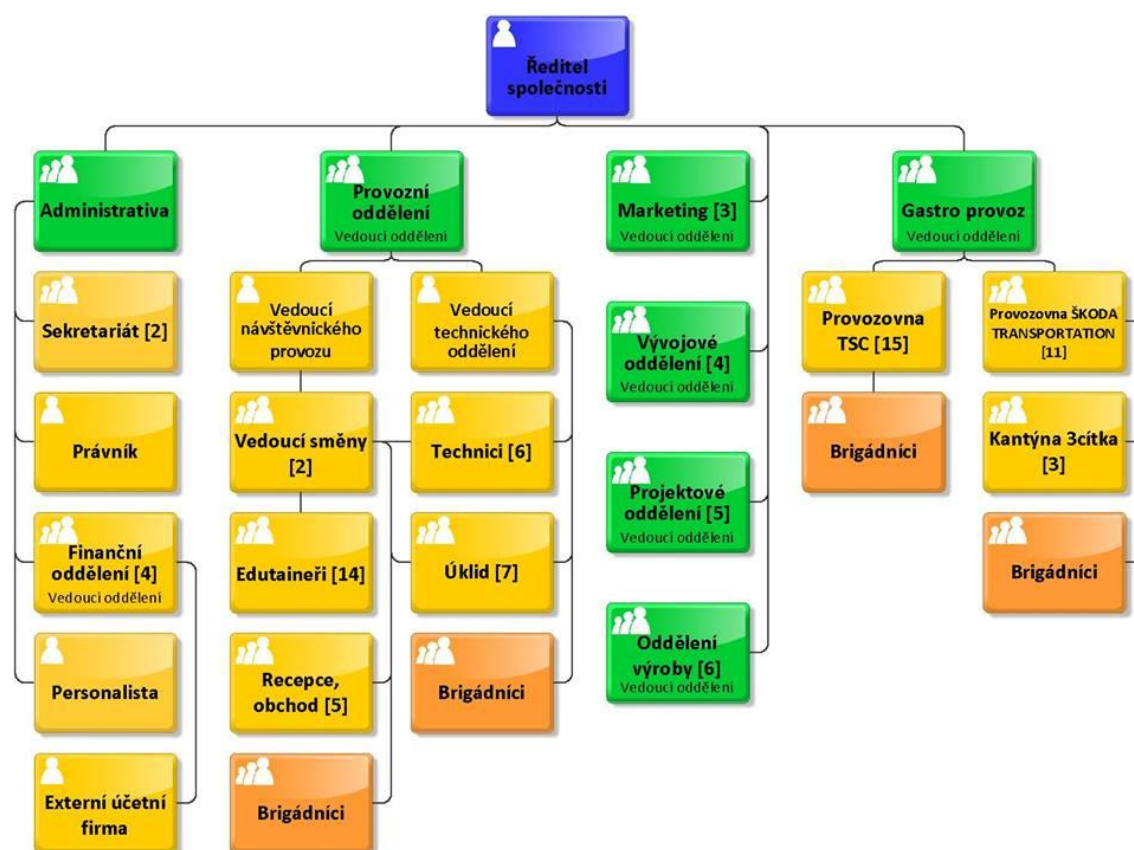 Ředitel
společnosti
Administrativa
Provozní
oddělení
Vedoucí oddělení
Marketing [3]
Vedoucí oddělení
Gastro provoz
Vedoucí oddělení
Sekretariát [2]
Vedoucí
návštěvnického
provozu
Vedoucí
technického
oddělení
Vývojové
oddělení [4]
Vedoucí oddělení
Provozovna
TSC [15]
Provozovna ŠKODA
TRANSPORTATION
[11]
Právník
Vedoucí směny
[2]
Technici [6]
Projektové
oddělení [5]
Vedoucí oddělení
Brigádníci
Kantýna 3cítka
[3]
Finanční
oddělení [4]
Vedoucí oddělení
Edutaineři [14]
Úklid [7]
Oddělení
výroby [6]
Vedoucí oddělení
Brigádníci
Personalista
Recepce,
obchod [5]
Brigádníci
Externí účetní
firma
Brigádníci